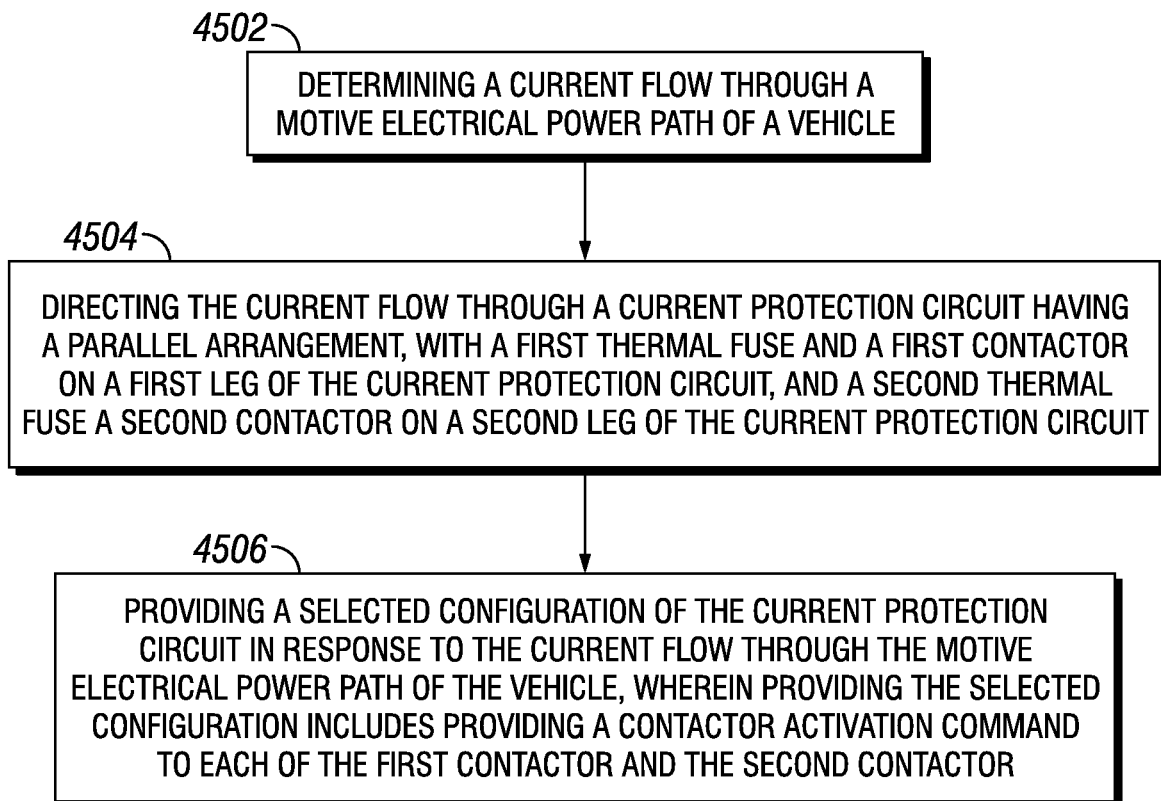 4502
DETERMINING A CURRENT FLOW THROUGH A
MOTIVE ELECTRICAL POWER PATH OF A VEHICLE
4504
DIRECTING THE CURRENT FLOW THROUGH A CURRENT PROTECTION CIRCUIT HAVING
A PARALLEL ARRANGEMENT, WITH A FIRST THERMAL FUSE AND A FIRST CONTACTOR
ON A FIRST LEG OF THE CURRENT PROTECTION CIRCUIT, AND A SECOND THERMAL
FUSE A SECOND CONTACTOR ON A SECOND LEG OF THE CURRENT PROTECTION CIRCUIT
4506
PROVIDING A SELECTED CONFIGURATION OF THE CURRENT PROTECTION
CIRCUIT IN RESPONSE TO THE CURRENT FLOW THROUGH THE MOTIVE
ELECTRICAL POWER PATH OF THE VEHICLE, WHEREIN PROVIDING THE SELECTED
CONFIGURATION INCLUDES PROVIDING A CONTACTOR ACTIVATION COMMAND
TO EACH OF THE FIRST CONTACTOR AND THE SECOND CONTACTOR